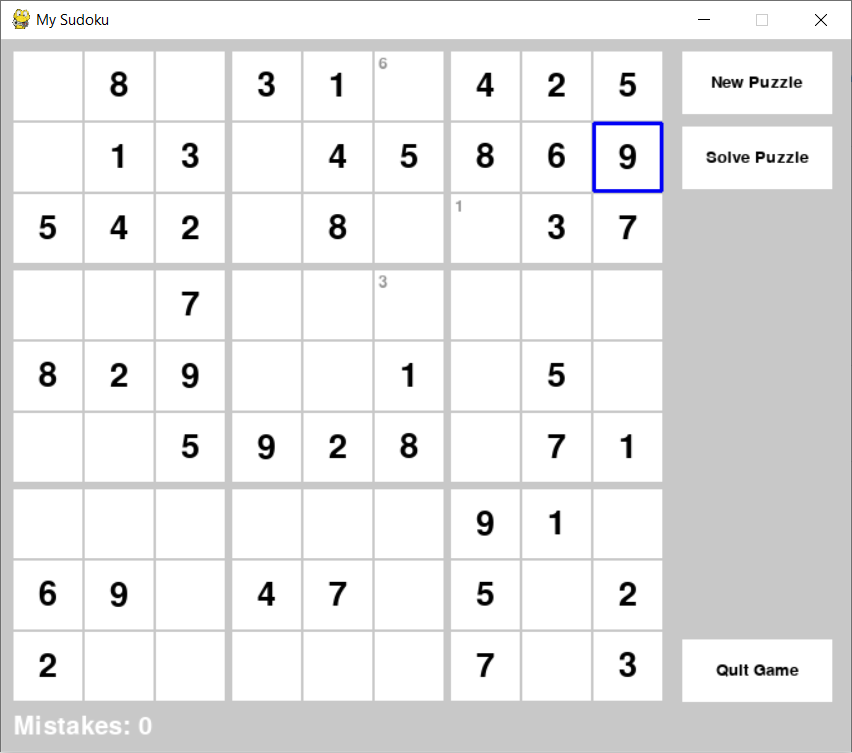 My Sudoku
8 3 1 6 4 2 5
New Puzzle
1 3 4 5 8 6 9
Solve Puzzle
5 4 2 8 1 3 7
7 3
8 2 9 1 5
5 9 2 8 7 1
9 1
6 9 4 7 5 2
2 7 3
Quit Game
Mistakes: 0